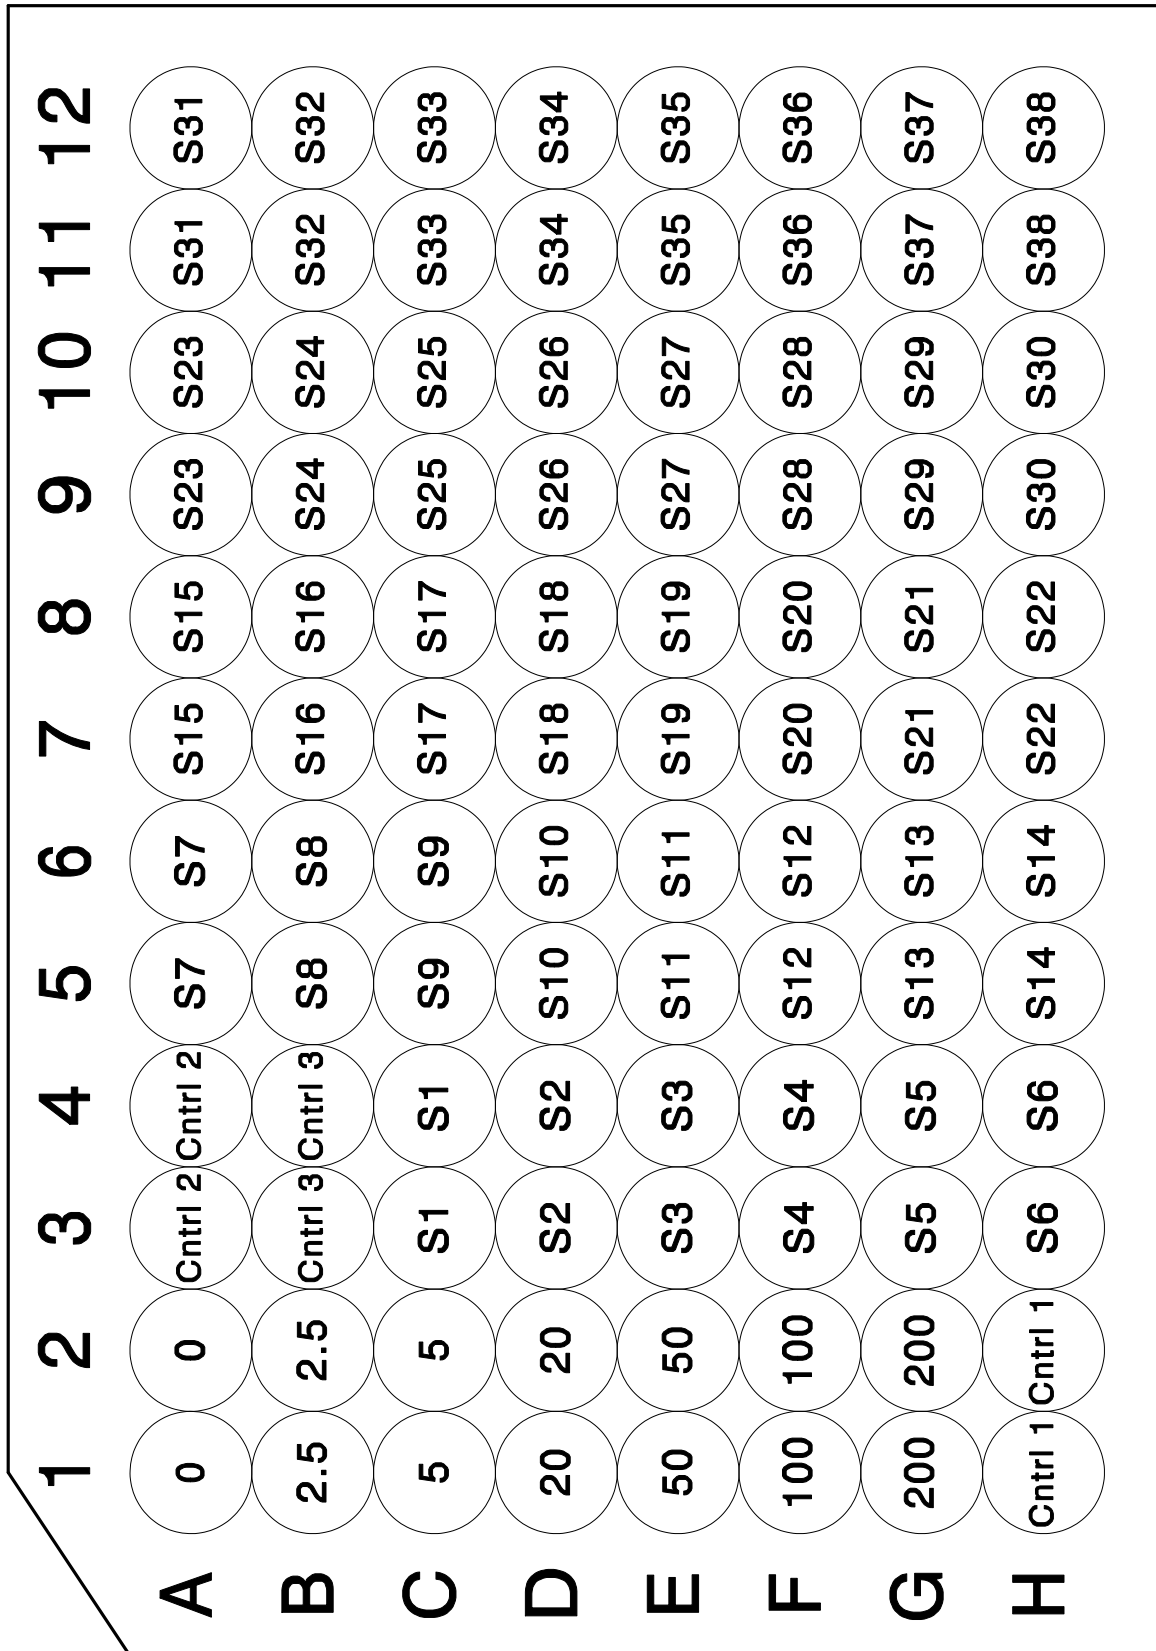 1 2 3 4 5 6 7 8 9 10 11 12
A 0 0 Cntrl 2 Cntrl 2 S7 S7 S15 S15 S23 S23 S31 S31
B 2.5 2.5 Cntrl 3 Cntrl 3 S8 S8 S16 S16 S24 S24 S32 S32
C 5 5 S1 S1 S9 S9 S17 S17 S25 S25 S33 S33
D 20 20 S2 S2 S10 S10 S18 S18 S26 S26 S34 S34
E 50 50 S3 S3 S11 S11 S19 S19 S27 S27 S35 S35
F 100 100 S4 S4 S12 S12 S20 S20 S28 S28 S36 S36
G 200 200 S5 S5 S13 S13 S21 S21 S29 S29 S37 S37
H Cntrl 1 Cntrl 1 S6 S6 S14 S14 S22 S22 S30 S30 S38 S38